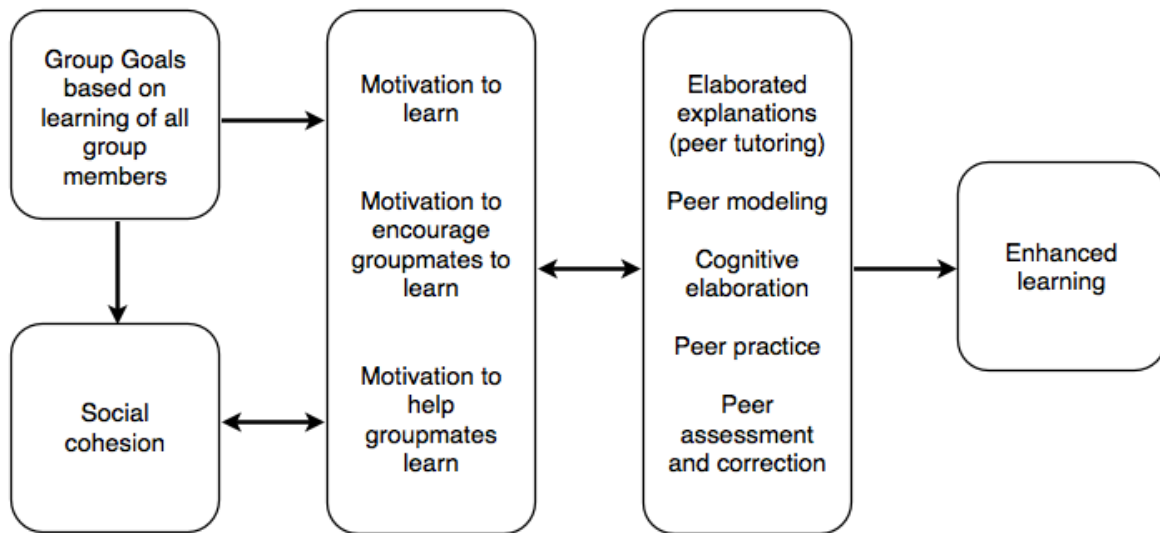 Group Goals
based on
learning of all
group
members
Social
cohesion
Motivation to
learn
Motivation to
encourage
groupmates to
learn
Motivation to
help
groupmates
learn
Elaborated
explanations
(peer tutoring)
Peer modeling
Cognitive
elaboration
Peer practice
Peer
assessment
and correction
Enhanced
learning